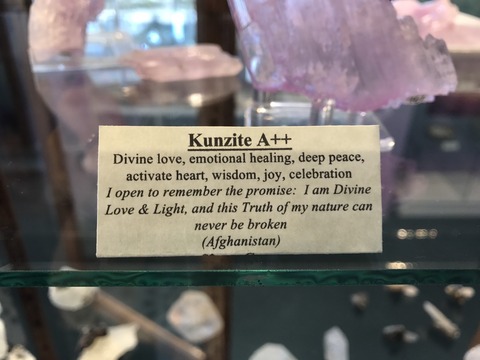 Kunzite A++
Divine love, emotional healing, deep peace,
activate heart, wisdom, joy, celebration
I open to remember the promise: I am Divine
Love & Light, and this Truth of my nature can
never be broken
(Afghanistan)